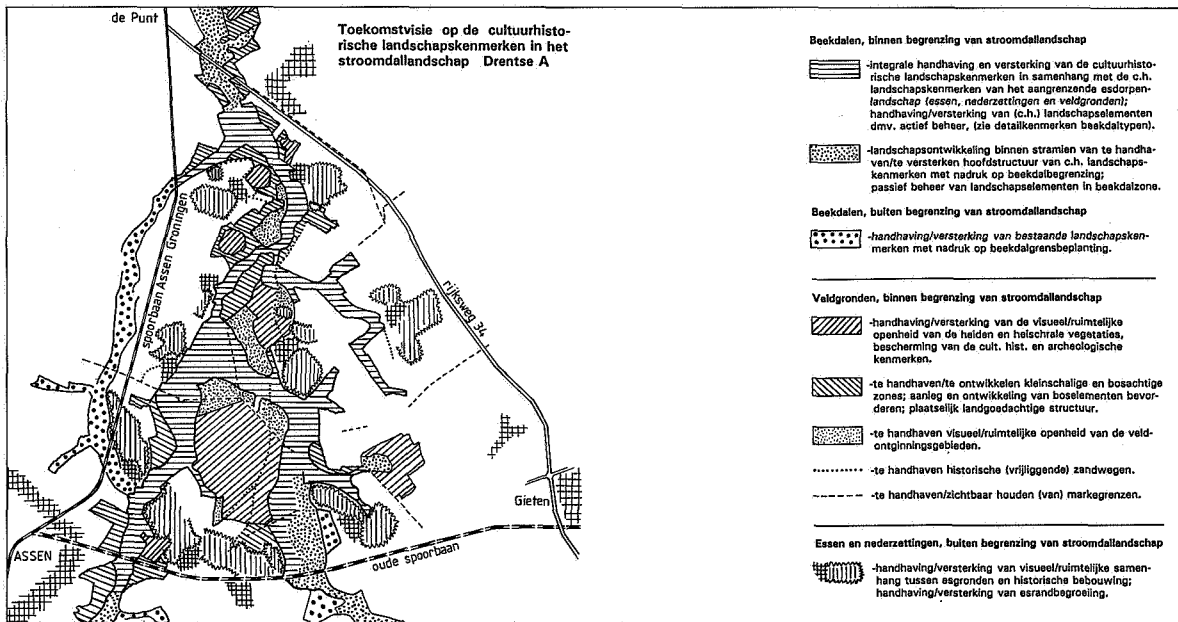 de Punt
Toekomstvisie op de cultuurhisto-
rische landschapskenmerken in het
stroomdallandschap Drentse A
spoorbaan Assen Groningen
rijksweg 34
Gieten
ASSEN
oude spoorbaan
Beekdalen, binnen begrenzing van stroomdallandschap
-integrale handhaving en versterking van de cultuurhisto-
rische landschapskenmerken in samenhang met de c.h.
landschapskenmerken van het aangrenzende esdorpen-
landschap (essen, nederzettingen en veldgronden);
handhaving/versterking van (c.h.) landschapselementen
dmv. actief beheer, (zie detailkenmerken beekdaltypen).
-landschapsontwikkeling binnen stramien van te handha-
ven/te versterken hoofdstructuur van c.h. landschaps-
kenmerken met nadruk op beekdalbegrenzing;
passief beheer van landschapselementen in beekdalzone.
Beekdalen, buiten begrenzing van stroomdallandschap
-handhaving/versterking van bestaande landschapsken-
merken met nadruk op beekdalgrensbeplanting.
Veldgronden, binnen begrenzing van stroomdallandschap
-handhaving/versterking van de visueel/ruimtelijke
openheid van de heiden en heischrale vegetaties,
bescherming van de cult. hist. en archeologische
kenmerken.
-te handhaven/te ontwikkelen kleinschalige en bosachtige
zones; aanleg en ontwikkeling van boselementen bevor-
deren; plaatselijk landgoedachtige structuur.
-te handhaven visueel/ruimtelijke openheid van de veld-
ontginningsgebieden.
-te handhaven historische (vrijliggende) zandwegen.
-te handhaven/zichtbaar houden (van) markegrenzen.
Essen en nederzettingen, buiten begrenzing van stroomdallandschap
-handhaving/versterking van visueel/ruimtelijke samen-
hang tussen esgronden en historische bebouwing;
handhaving/versterking van esrandbegroeiing.